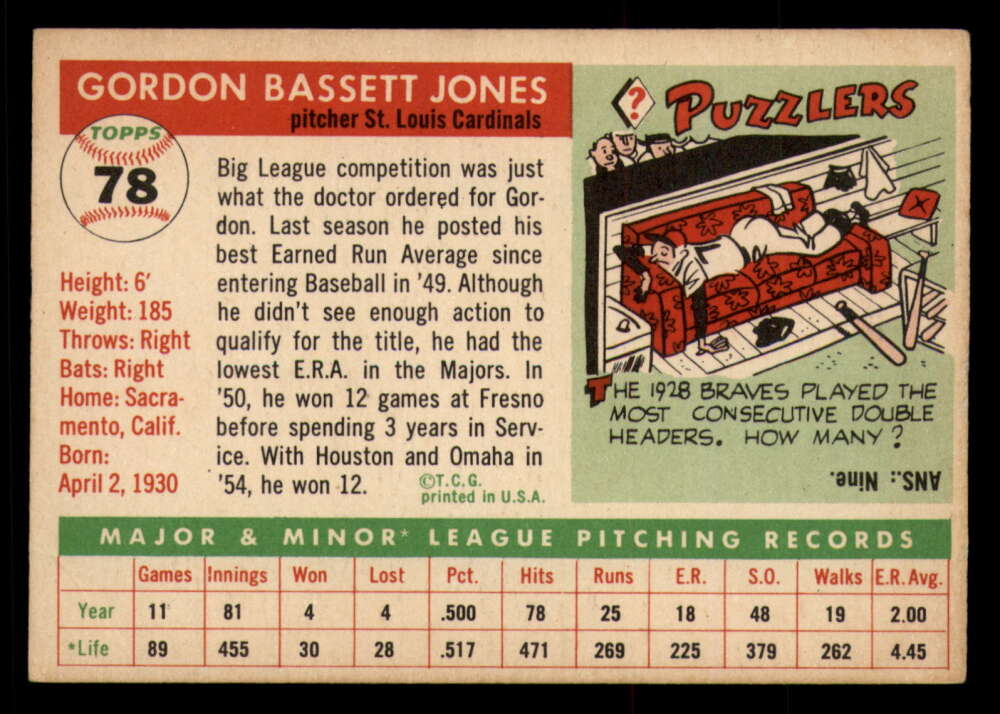 GORDON BASSETT JONES
pitcher St. Louis Cardinals
TOPPS
78
Height: 6'
Weight: 185
Throws: Right
Bats: Right
Home: Sacra-
mento, Calif.
Born:
April 2, 1930
Big League competition was just
what the doctor ordered for Gor-
don. Last season he posted his
best Earned Run Average since
entering Baseball in '49. Although
he didn't see enough action to
qualify for the title, he had the
lowest E.R.A. in the Majors. In
'50, he won 12 games at Fresno
before spending 3 years in Serv-
ice. With Houston and Omaha in
'54, he won 12.
©T.C.G.
printed in U.S.A.
? PUZZLERS
THE 1928 BRAVES PLAYED THE
MOST CONSECUTIVE DOUBLE
HEADERS. HOW MANY?
ANS.: Nine.
MAJOR & MINOR* LEAGUE PITCHING RECORDS
Games Innings Won Lost Pct. Hits Runs E.R. S.O. Walks E.R. Avg.
Year 11 81 4 4 .500 78 25 18 48 19 2.00
*Life 89 455 30 28 .517 471 269 225 379 262 4.45